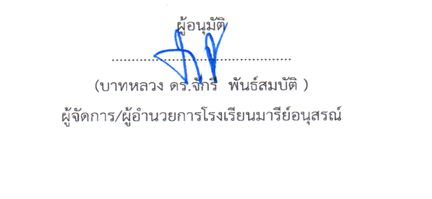 ผู้อนุมัติ
....................................................
(บาทหลวง ดร.จักรี พันธ์สมบัติ )
ผู้จัดการ/ผู้อำนวยการโรงเรียนมารีย์อนุสรณ์